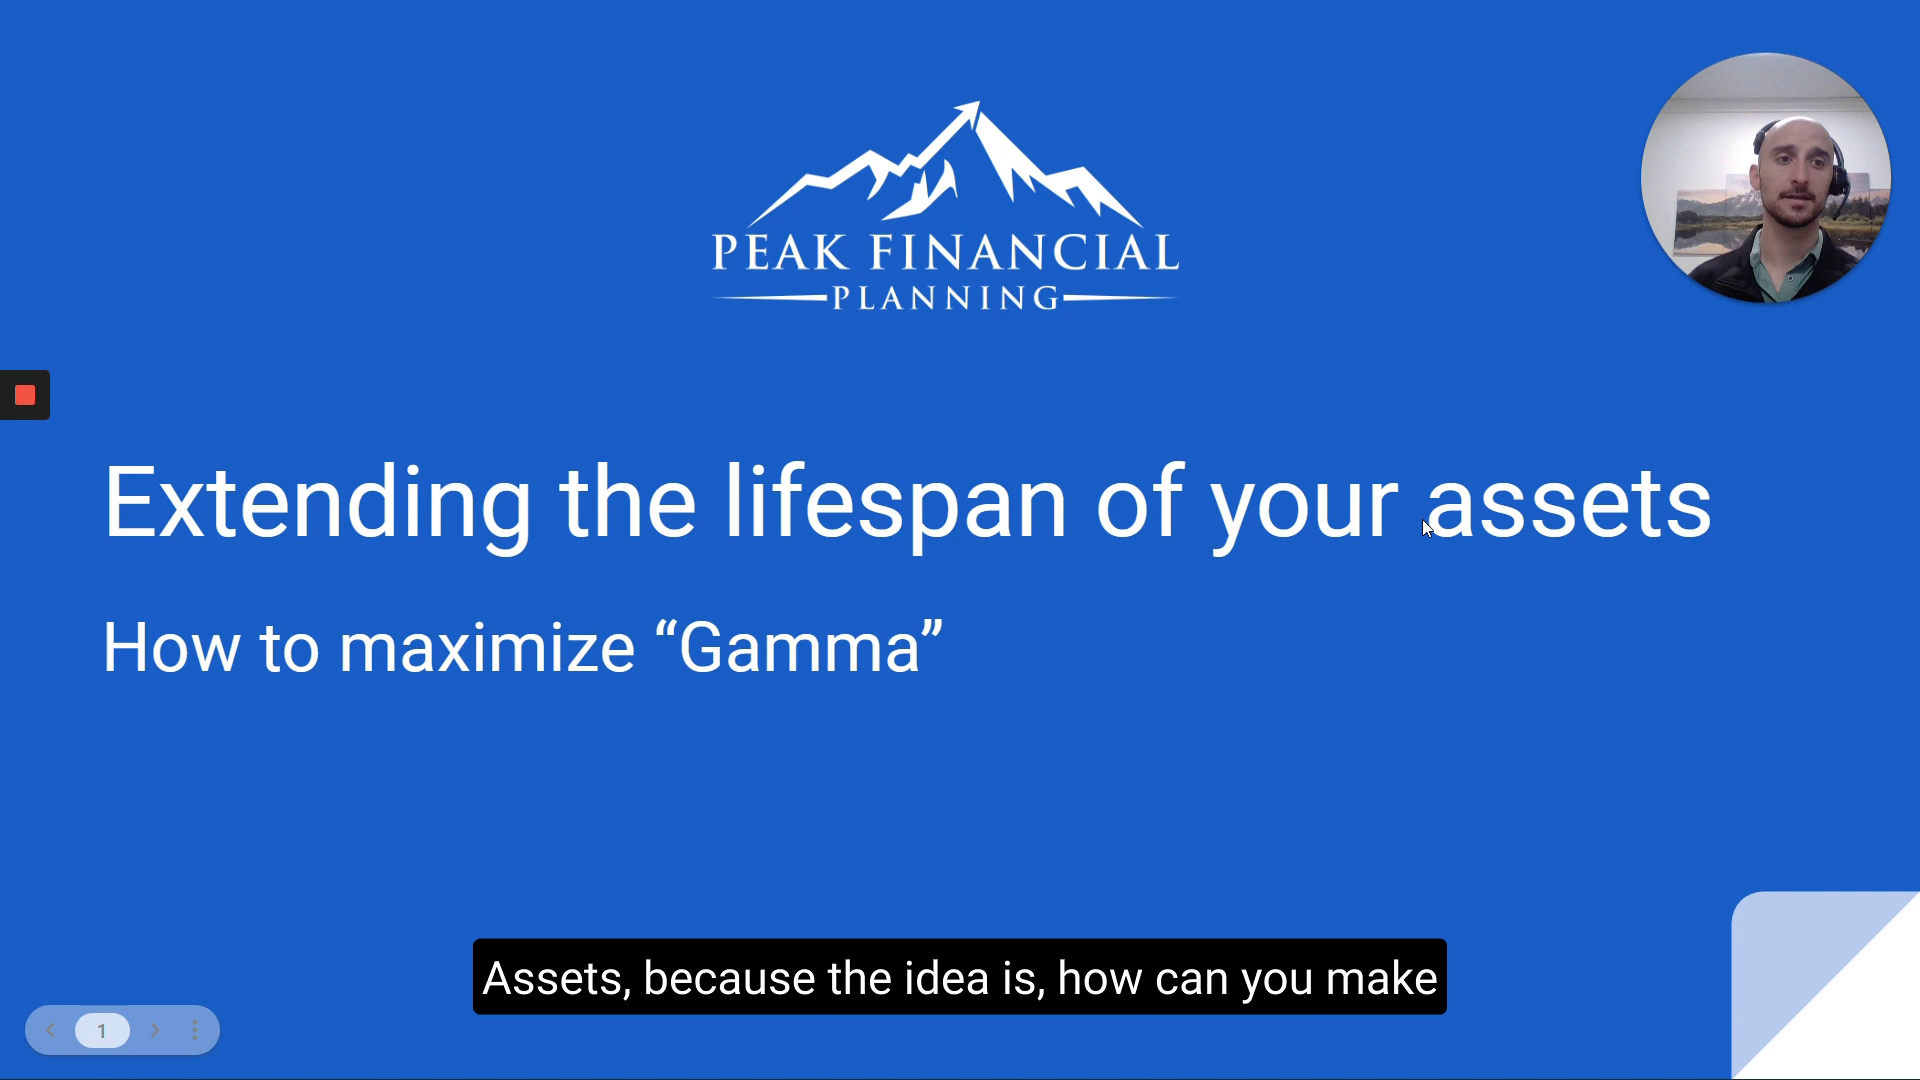 PEAK FINANCIAL
PLANNING
Extending the lifespan of your assets
How to maximize “Gamma”
Assets, because the idea is, how can you make
1